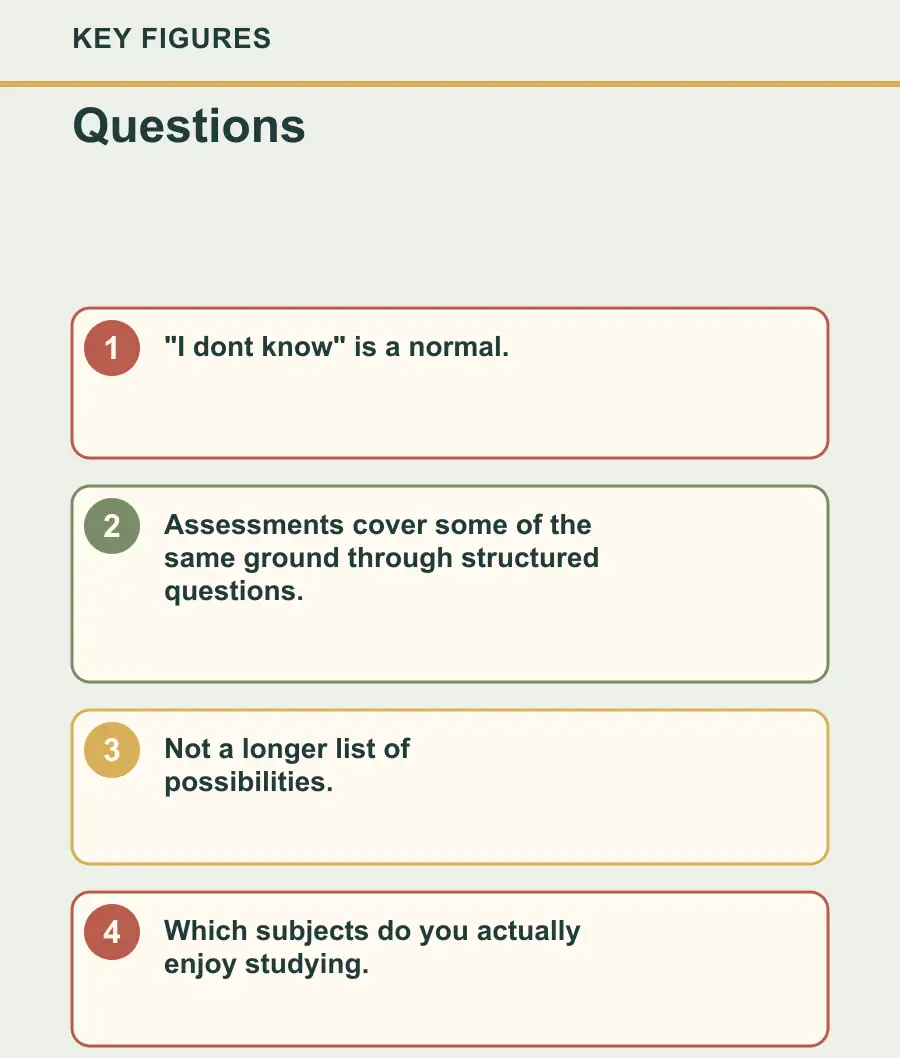 KEY FIGURES
Questions
1
"I dont know" is a normal.
2
Assessments cover some of the
same ground through structured
questions.
3
Not a longer list of
possibilities.
4
Which subjects do you actually
enjoy studying.